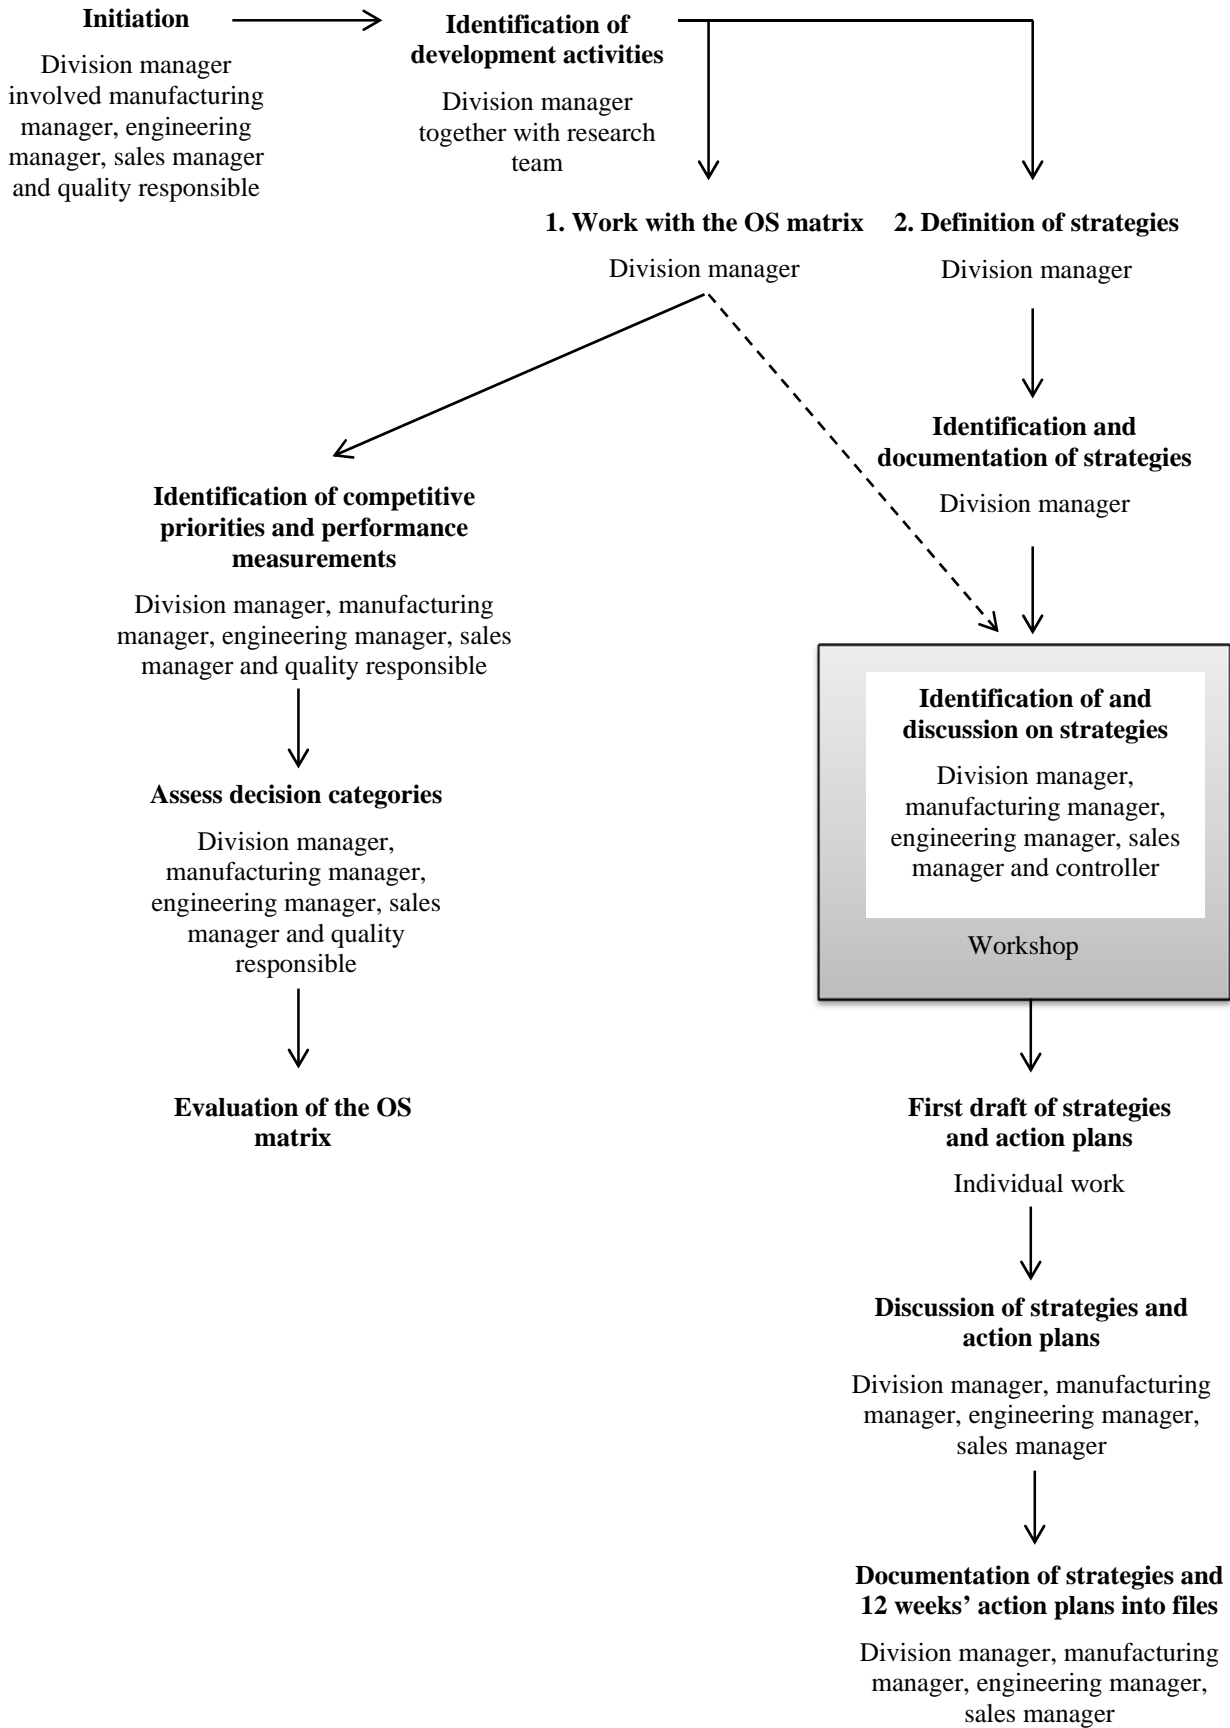 Initiation
Division manager
involved manufacturing
manager, engineering
manager, sales manager
and quality responsible
Identification of
development activities
Division manager
together with research
team
1. Work with the OS matrix
Division manager
2. Definition of strategies
Division manager
Identification and
documentation of strategies
Division manager
Identification of competitive
priorities and performance
measurements
Division manager, manufacturing
manager, engineering manager, sales
manager and quality responsible
Assess decision categories
Division manager,
manufacturing manager,
engineering manager, sales
manager and quality
responsible
Evaluation of the OS
matrix
Identification of and
discussion on strategies
Division manager,
manufacturing manager,
engineering manager, sales
manager and controller
Workshop
First draft of strategies
and action plans
Individual work
Discussion of strategies and
action plans
Division manager, manufacturing
manager, engineering manager,
sales manager
Documentation of strategies and
12 weeks’ action plans into files
Division manager, manufacturing
manager, engineering manager,
sales manager